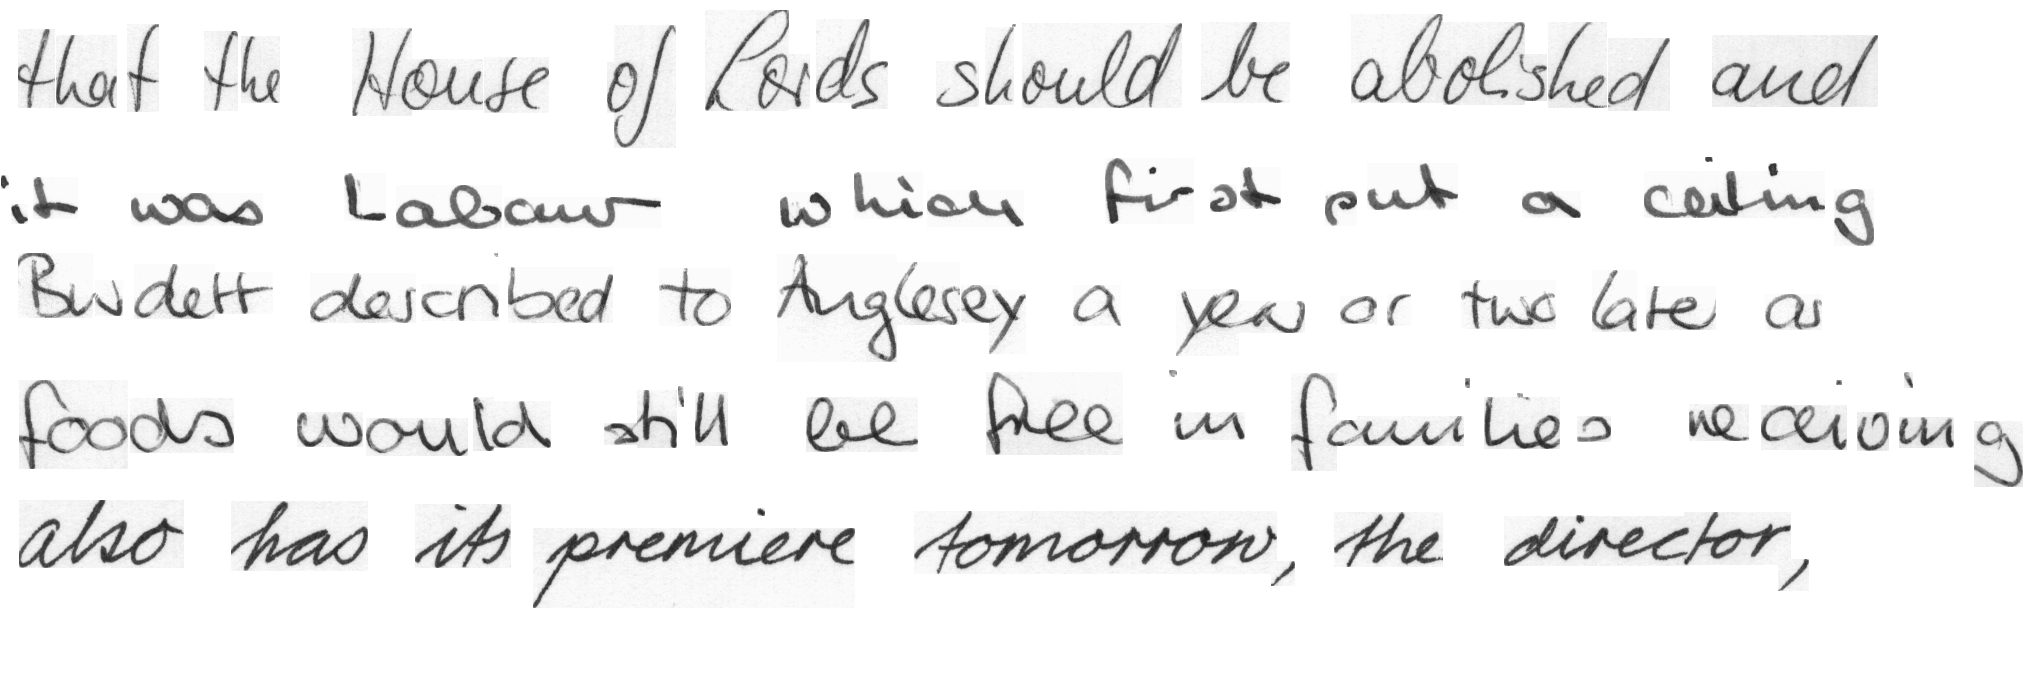 that the House of Lords should be abolished and
it was Labour which first put a ceiling
Burdett described to Anglesey a year or two late as
foods would still be free in families receiving
also has its premiere tomorrow, the director,